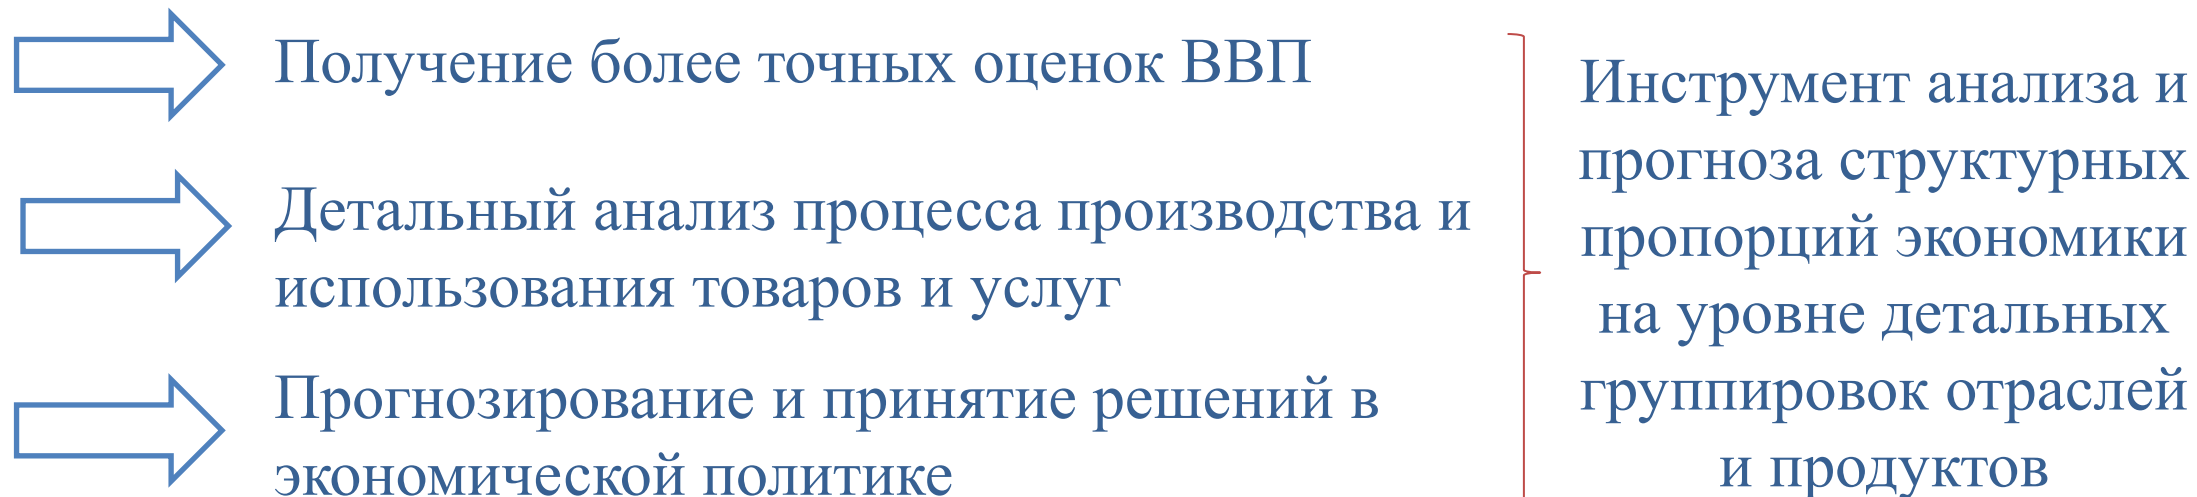 Получение более точных оценок ВВП
Детальный анализ процесса производства и
использования товаров и услуг
Прогнозирование и принятие решений в
экономической политике
Инструмент анализа и
прогноза структурных
пропорций экономики
на уровне детальных
группировок отраслей
и продуктов